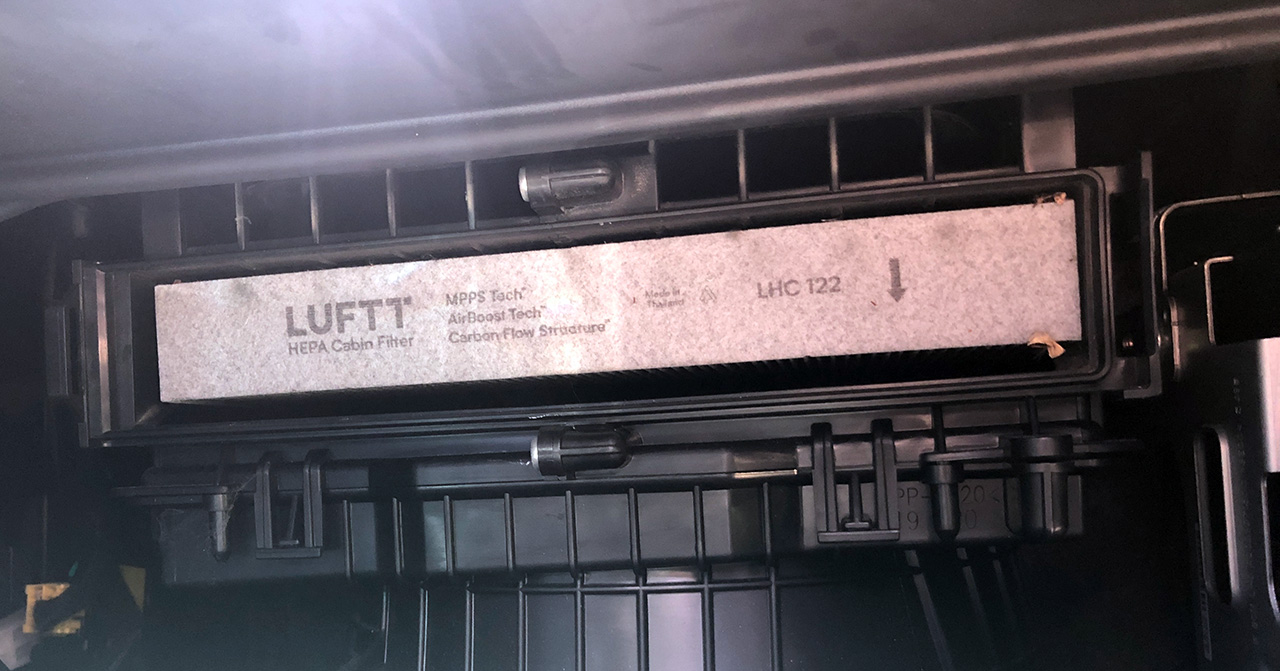 LUFTT
HEPA Cabin Filter
MPPS Tech™
AirBoost Tech™
Carbon Flow Structure™
Made in
Thailand
LHC 122